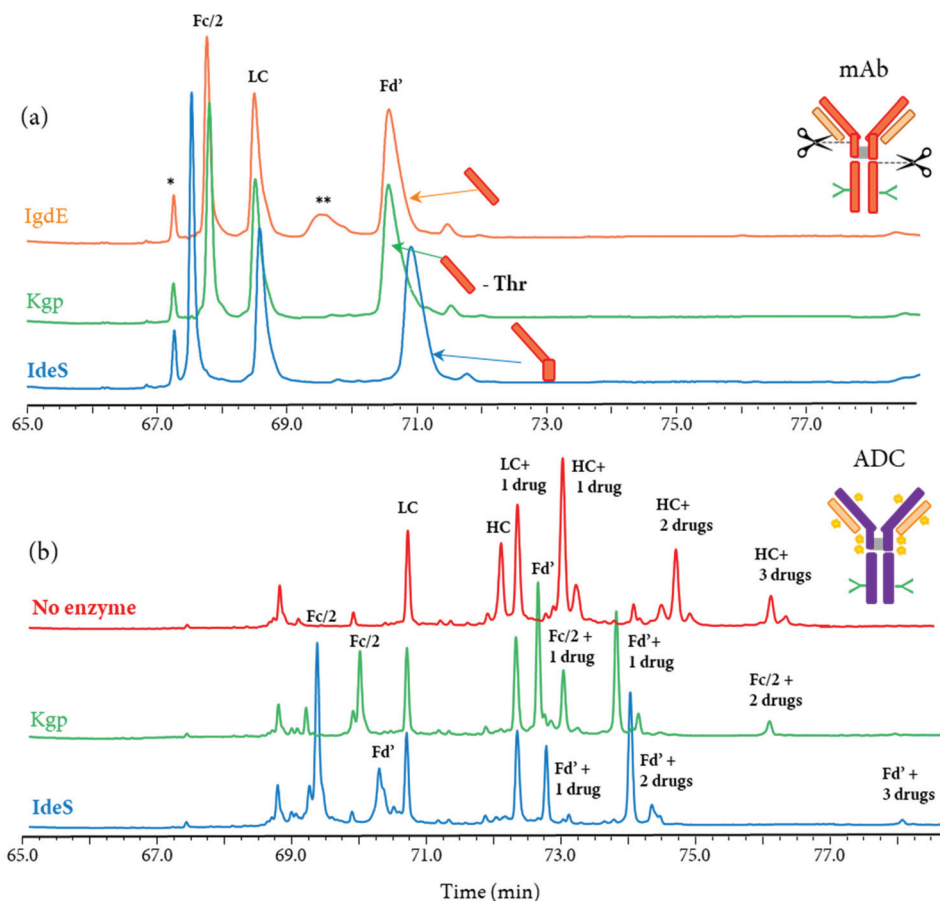 (a)
mAb
Fc/2
LC
Fd’
*
**
IgdE
Kgp
- Thr
IdeS
65.0 67.0 69.0 71.0 73.0 75.0 77.0
(b)
ADC
LC+
1 drug
HC+
1 drug
LC
HC
HC+
2 drugs
HC+
3 drugs
No enzyme
Fc/2
Fc/2
Fd’
Fc/2 +
1 drug
Fd’+
1 drug
Fc/2 +
2 drugs
Kgp
Fd’
Fd’ +
1 drug
Fd’ +
2 drugs
Fd’ +
3 drugs
IdeS
65.0 67.0 69.0 71.0 73.0 75.0 77.0
Time (min)